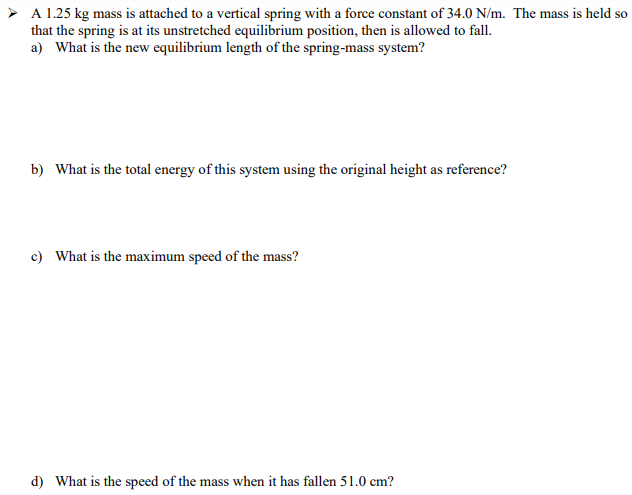 ➢ A 1.25 kg mass is attached to a vertical spring with a force constant of 34.0 N/m. The mass is held so
that the spring is at its unstretched equilibrium position, then is allowed to fall.
a) What is the new equilibrium length of the spring-mass system?
b) What is the total energy of this system using the original height as reference?
c) What is the maximum speed of the mass?
d) What is the speed of the mass when it has fallen 51.0 cm?